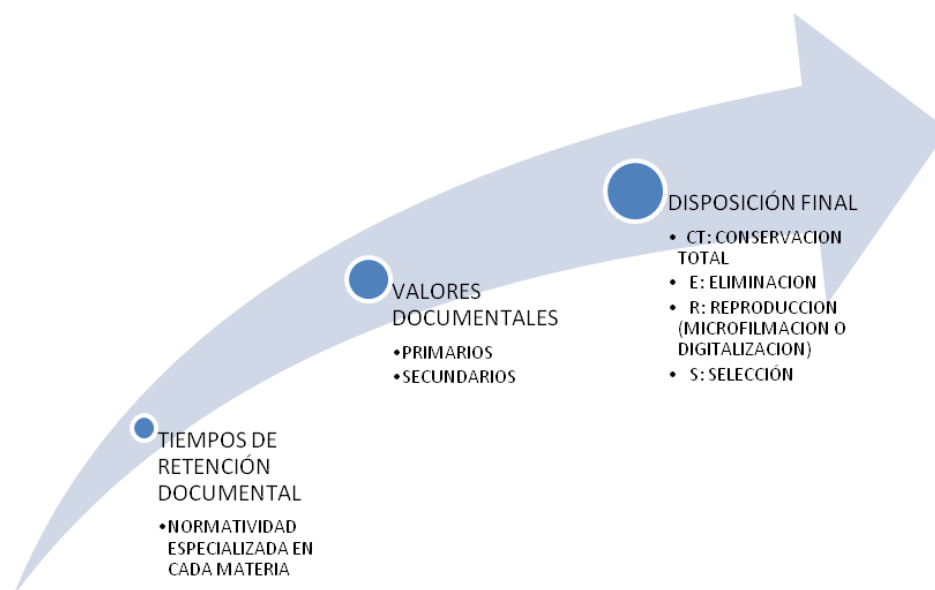 TIEMPOS DE
RETENCIÓN
DOCUMENTAL
•NORMATIVIDAD
ESPECIALIZADA EN
CADA MATERIA
VALORES
DOCUMENTALES
•PRIMARIOS
•SECUNDARIOS
DISPOSICIÓN FINAL
• CT: CONSERVACION
TOTAL
• E: ELIMINACION
• R: REPRODUCCION
(MICROFILMACION O
DIGITALIZACION)
• S: SELECCIÓN